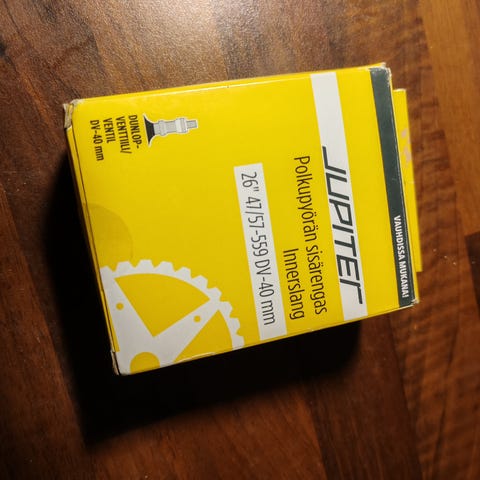 VAUHDISSA MUKANA!
JUPITER
Polkupyörän sisärengas
Innerslang
26" 47/57-559 DV-40 mm
DUNLOP-
VENTTIILI/
VENTIL
DV-40 mm